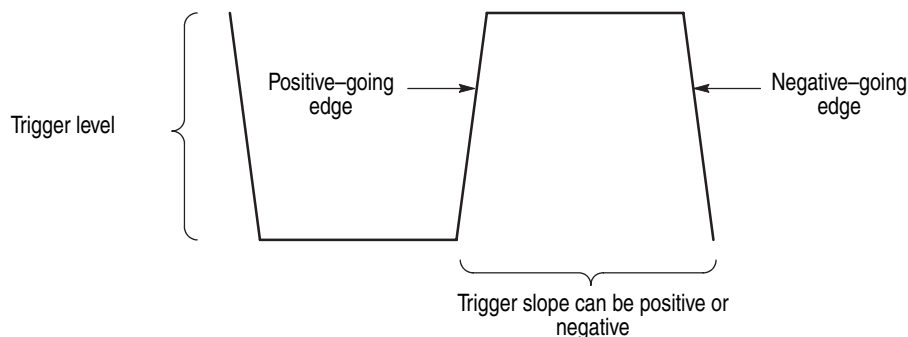 Trigger level
Positive–going
edge
Negative–going
edge
Trigger slope can be positive or
negative